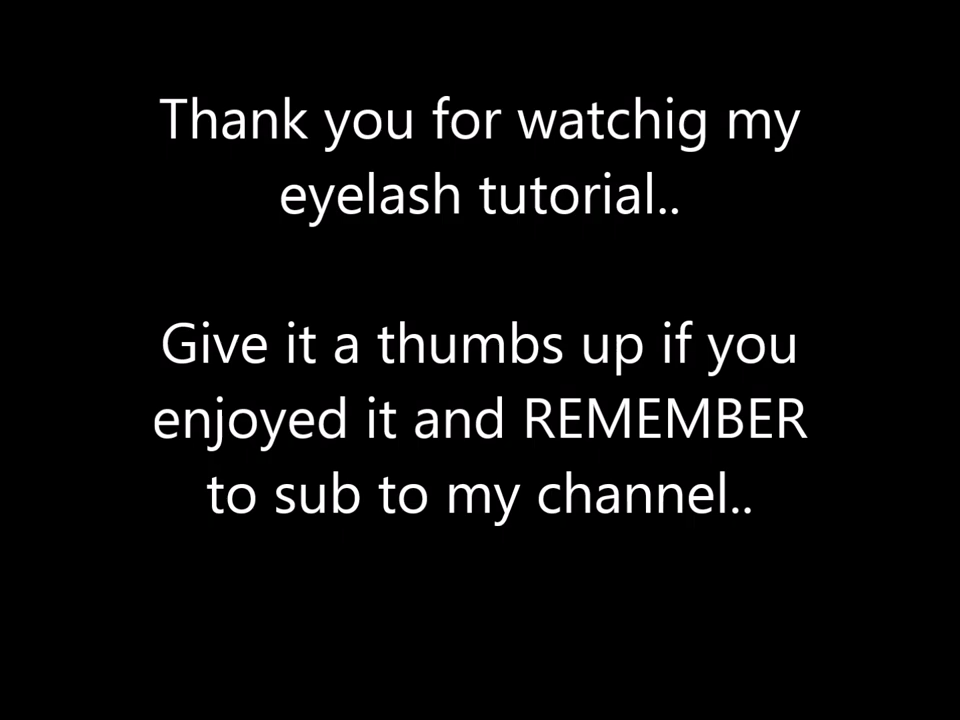 Thank you for watchig my
eyelash tutorial..
Give it a thumbs up if you
enjoyed it and REMEMBER
to sub to my channel..